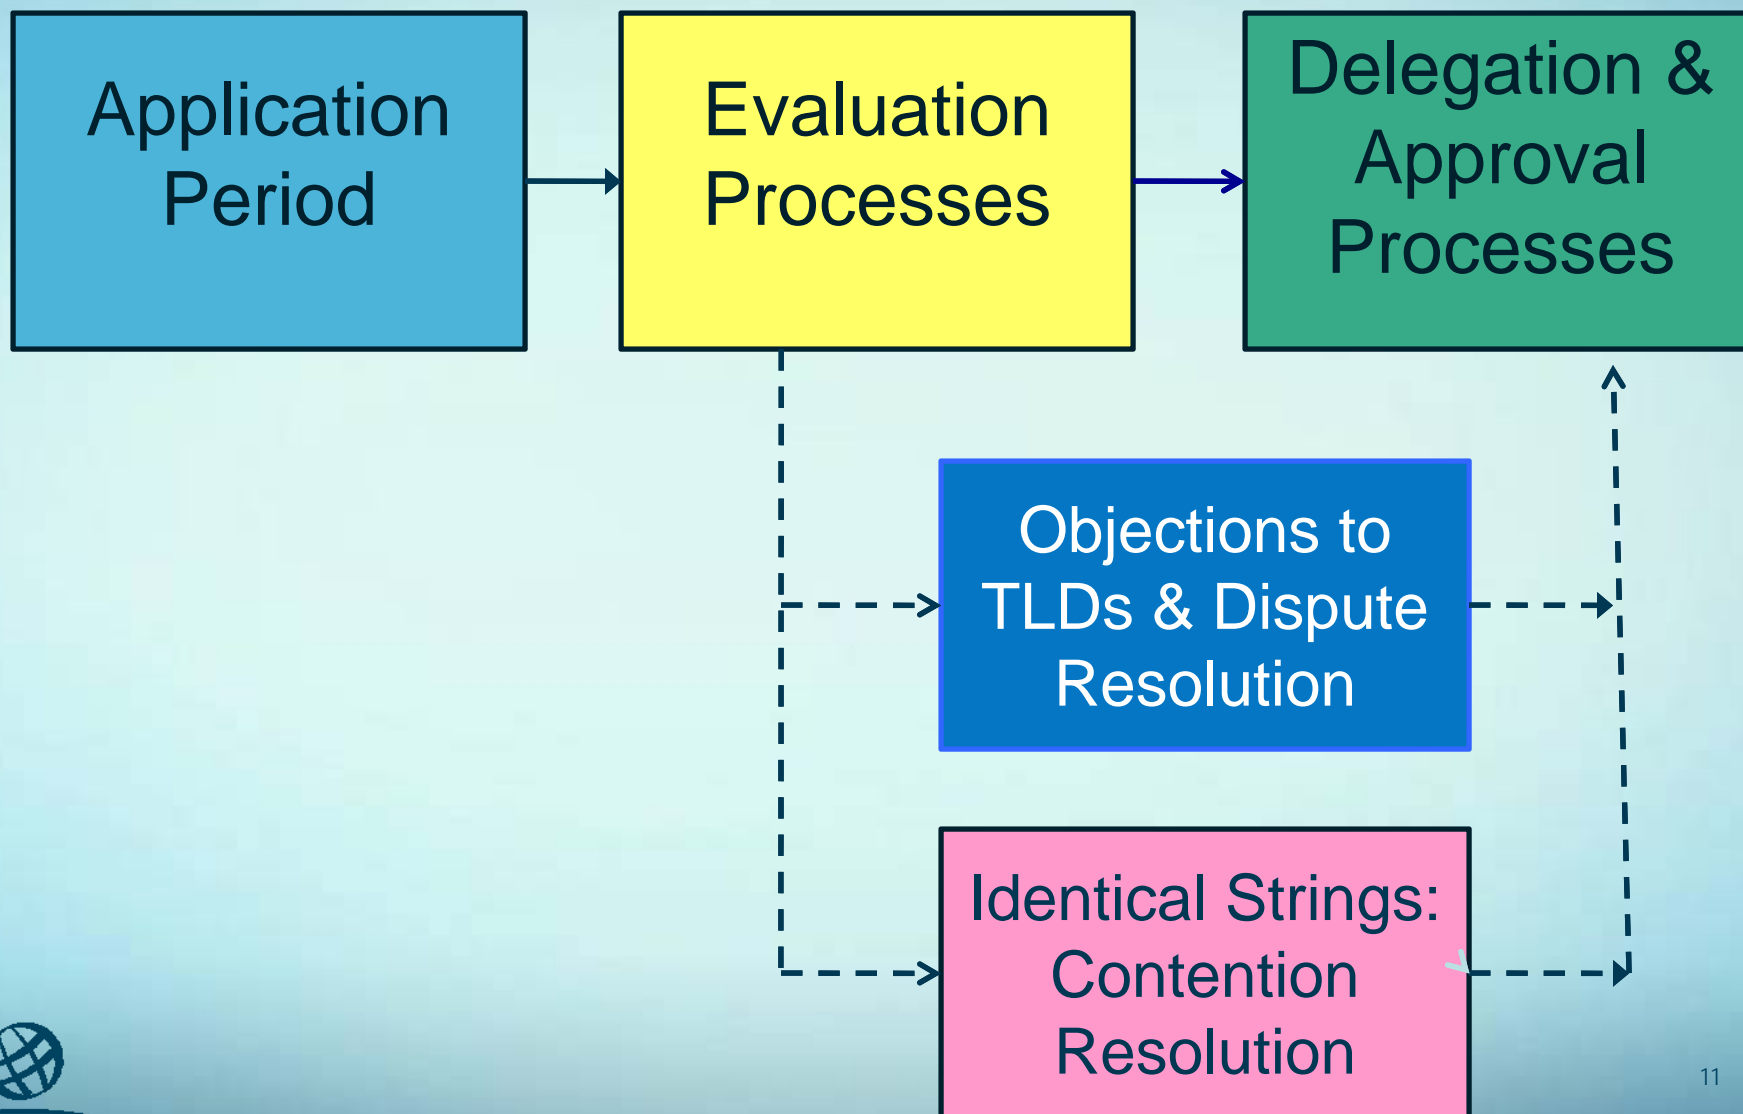 Application
Period
Evaluation
Processes
Delegation &
Approval
Processes
Objections to
TLDs & Dispute
Resolution
Identical Strings:
Contention
Resolution
11